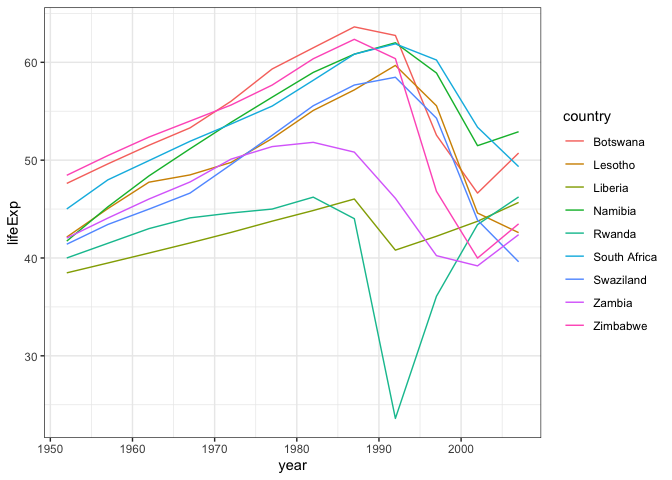 60
50
40
30
lifeExp
1950
1960
1970
1980
1990
2000
year
country
Botswana
Lesotho
Liberia
Namibia
Rwanda
South Africa
Swaziland
Zambia
Zimbabwe